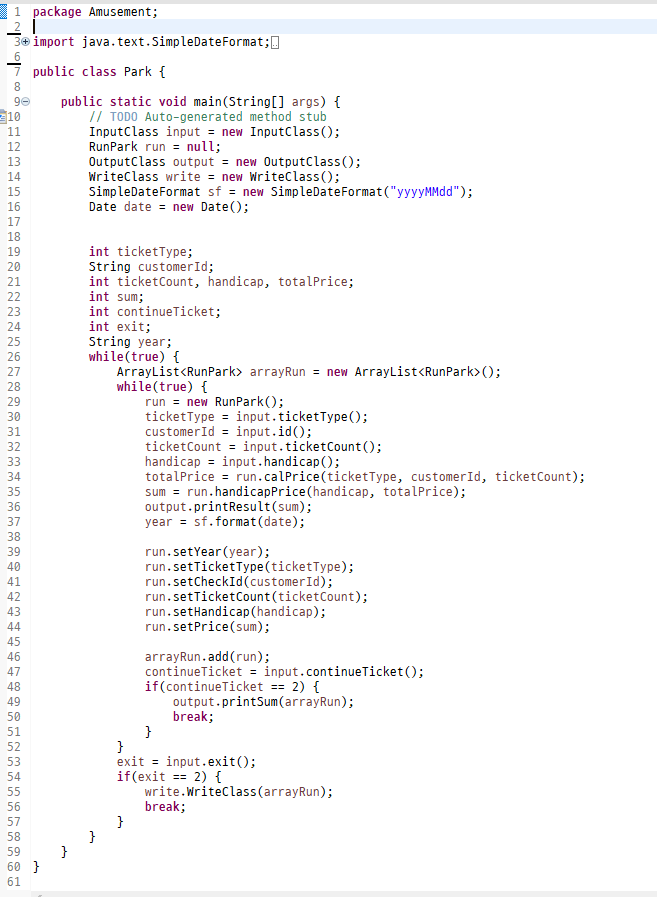 1 package Amusement;
2
3 import java.text.SimpleDateFormat;
6
7 public class Park {
8
9     public static void main(String[] args) {
10         // TODO Auto-generated method stub
11         InputClass input = new InputClass();
12         RunPark run = null;
13         OutputClass output = new OutputClass();
14         WriteClass write = new WriteClass();
15         SimpleDateFormat sf = new SimpleDateFormat("yyyyMMdd");
16         Date date = new Date();
17
18
19         int ticketType;
20         String customerId;
21         int ticketCount, handicap, totalPrice;
22         int sum;
23         int continueTicket;
24         int exit;
25         String year;
26         while(true) {
27             ArrayList<RunPark> arrayRun = new ArrayList<RunPark>();
28             while(true) {
29                 run = new RunPark();
30                 ticketType = input.ticketType();
31                 customerId = input.id();
32                 ticketCount = input.ticketCount();
33                 handicap = input.handicap();
34                 totalPrice = run.calPrice(ticketType, customerId, ticketCount);
35                 sum = run.handicapPrice(handicap, totalPrice);
36                 output.printResult(sum);
37                 year = sf.format(date);
38
39                 run.setYear(year);
40                 run.setTicketType(ticketType);
41                 run.setCheckId(customerId);
42                 run.setTicketCount(ticketCount);
43                 run.setHandicap(handicap);
44                 run.setPrice(sum);
45
46                 arrayRun.add(run);
47                 continueTicket = input.continueTicket();
48                 if(continueTicket == 2) {
49                     output.printSum(arrayRun);
50                     break;
51                 }
52             }
53             exit = input.exit();
54             if(exit == 2) {
55                 write.WriteClass(arrayRun);
56                 break;
57             }
58         }
59     }
60 }
61